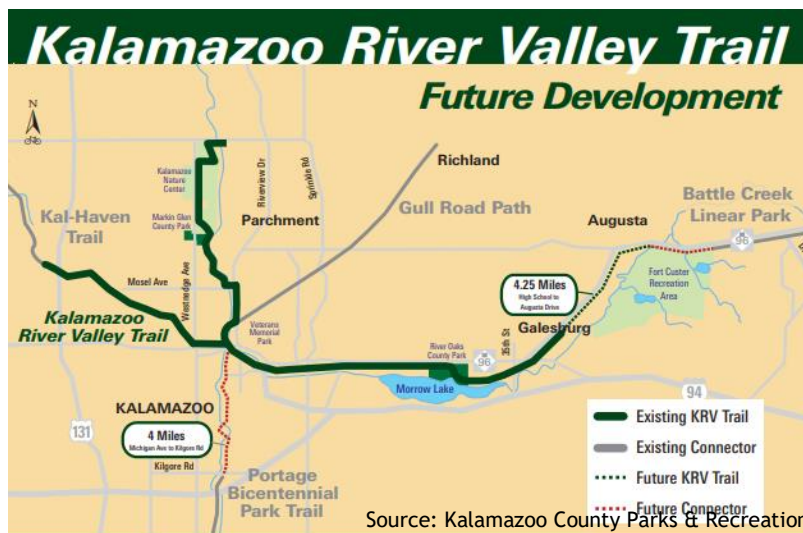 Kalamazoo River Valley Trail
Future Development
N
Kalamazoo
Nature
Center
Riverview Dr
Sprinkle Rd
Richland
Kal-Haven
Trail
Markin Glen
County Park
Parchment
Gull Road Path
Augusta
Battle Creek
Linear Park
M
96
Mosel Ave
Westnedge Ave
4.25 Miles
High School to
Augusta Drive
Fort Custer
Recreation
Area
Kalamazoo
River Valley Trail
Veterans
Memorial
Park
Galesburg
River Oaks
County Park
35th St
M
96
Morrow Lake
94
KALAMAZOO
131
4 Miles
Michigan Ave to Kilgore Rd
Kilgore Rd
Portage
Bicentennial
Park Trail
Existing KRV Trail
Existing Connector
Future KRV Trail
Future Connector
Source: Kalamazoo County Parks & Recreation